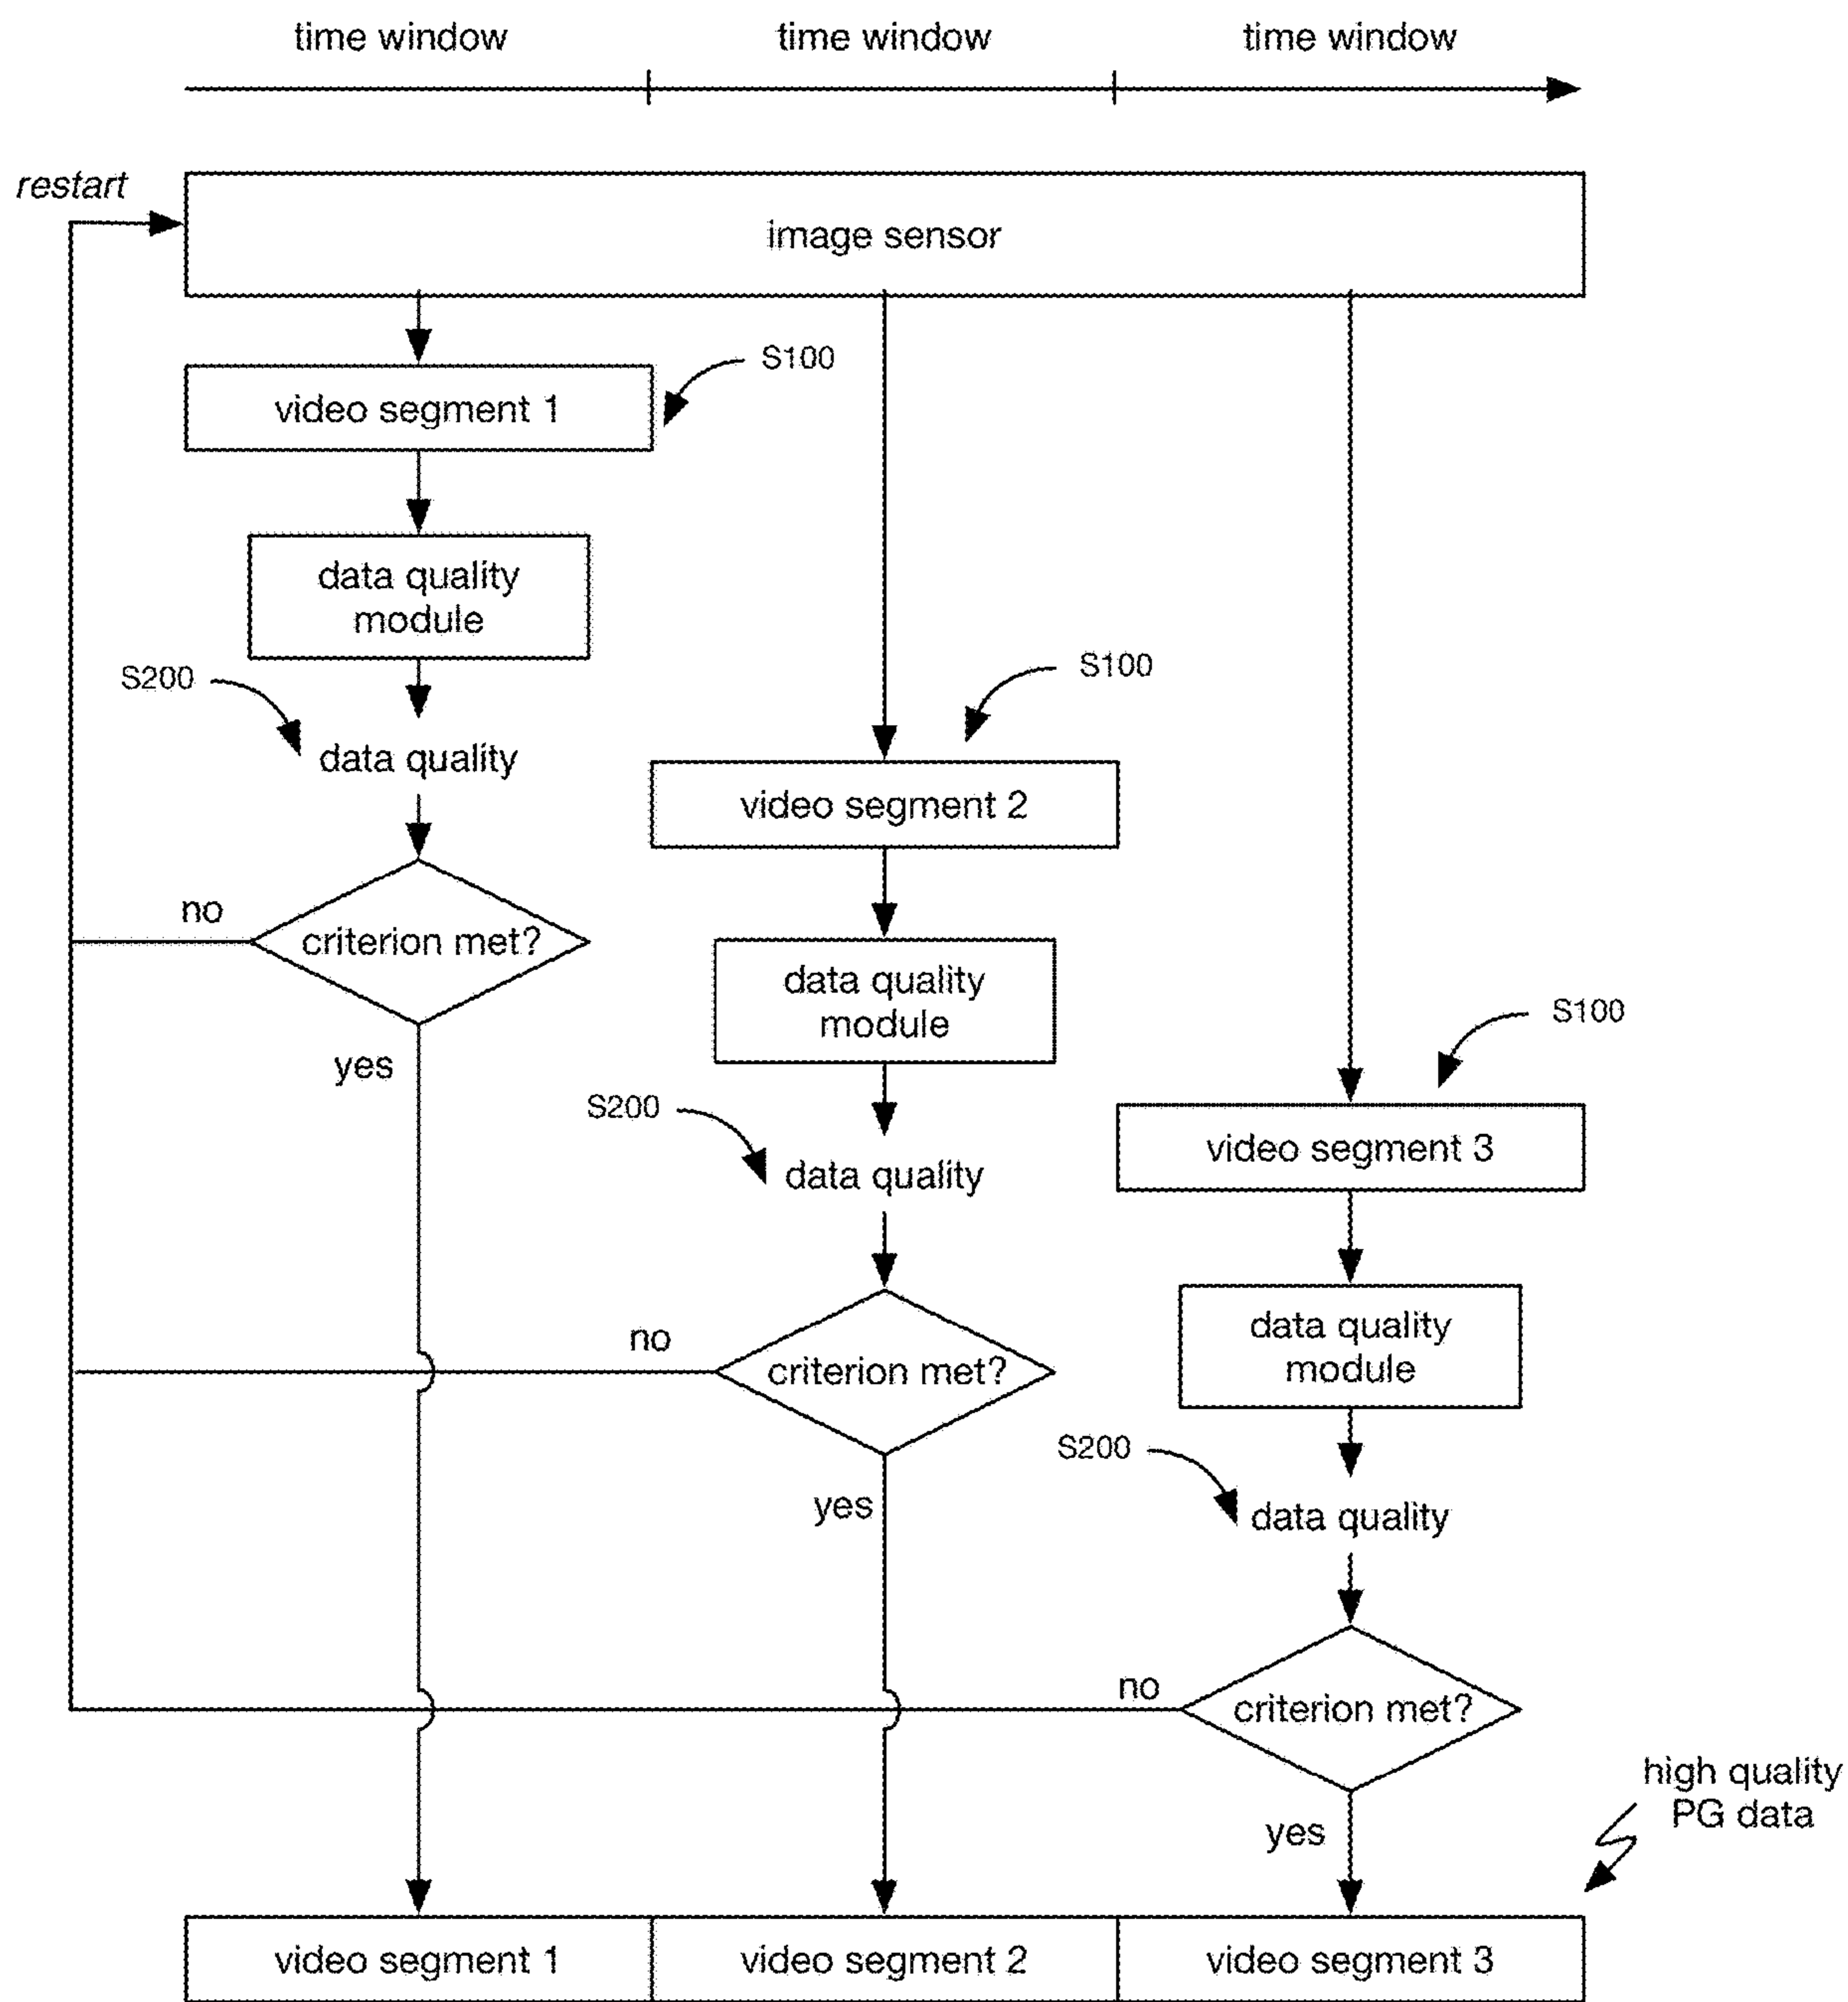 time window
time window
time window
restart
image sensor
S100
video segment 1
data quality
module
S200
data quality
S100
video segment 2
no
criterion met?
data quality
module
S100
yes
S200
video segment 3
data quality
no
criterion met?
data quality
module
S200
yes
data quality
no
criterion met?
high quality
PG data
yes
video segment 1
video segment 2
video segment 3